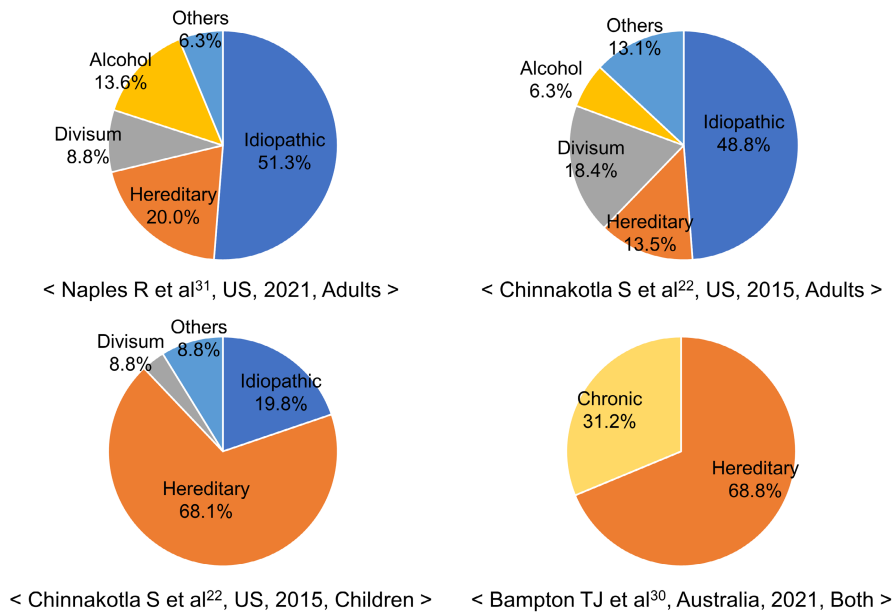 Others
6.3%
Alcohol
13.6%
Divisum
8.8%
Idiopathic
51.3%
Hereditary
20.0%
< Naples R et al31, US, 2021, Adults >
Others
13.1%
Alcohol
6.3%
Idiopathic
48.8%
Divisum
18.4%
Hereditary
13.5%
< Chinnakotla S et al22, US, 2015, Adults >
Others
8.8%
Divisum
8.8%
Idiopathic
19.8%
Hereditary
68.1%
< Chinnakotla S et al22, US, 2015, Children >
Chronic
31.2%
Hereditary
68.8%
< Bampton TJ et al30, Australia, 2021, Both >